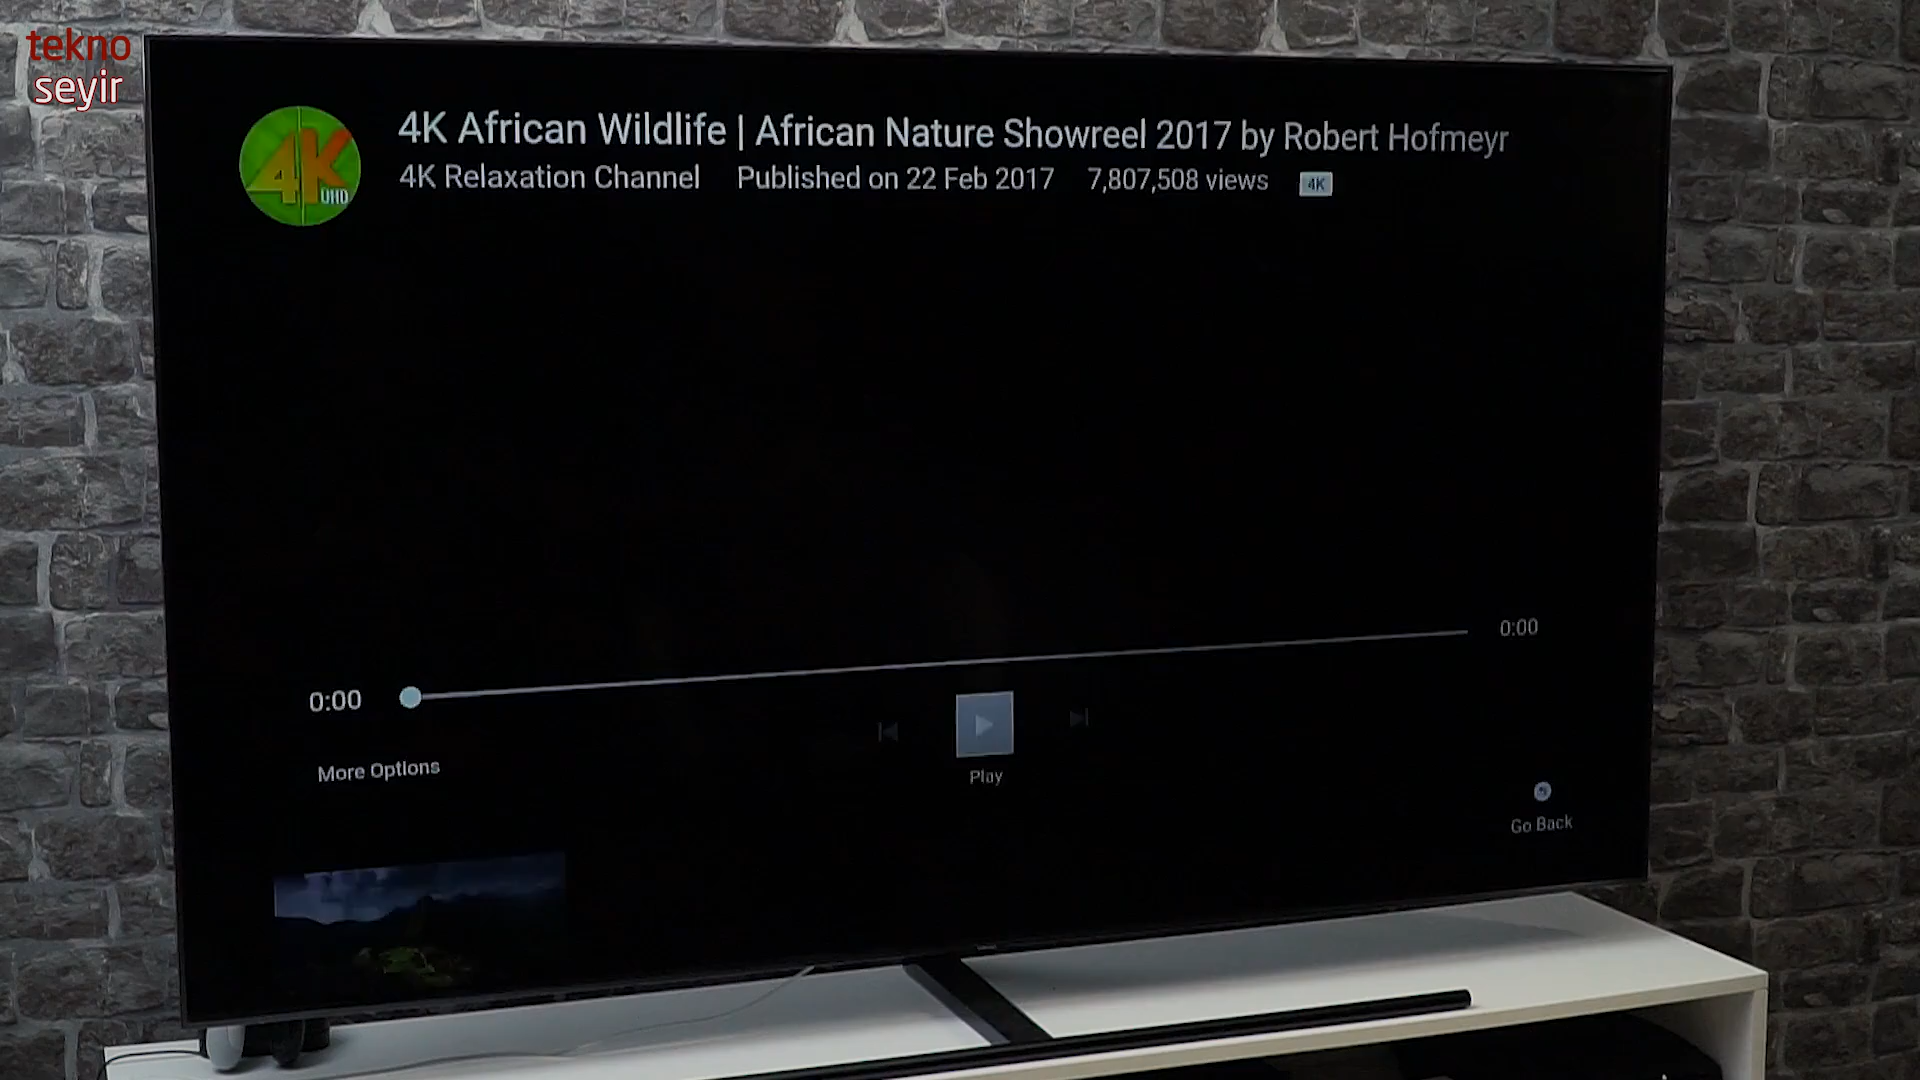 tekno
seyir
4K UHD
4K African Wildlife | African Nature Showreel 2017 by Robert Hofmeyr
4K Relaxation Channel Published on 22 Feb 2017 7,807,508 views 4K
0:00 0:00
Play
More Options
Go Back